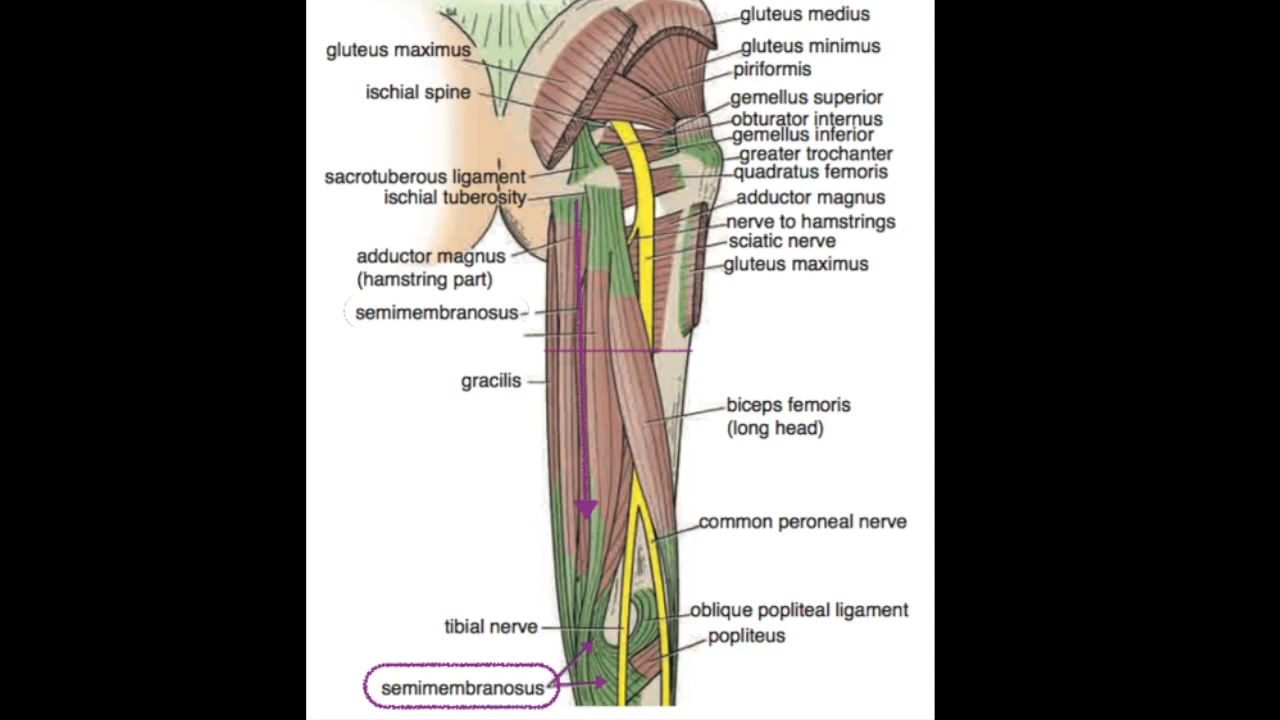 gluteus medius
gluteus maximus
gluteus minimus
piriformis
ischial spine
gemellus superior
obturator internus
gemellus inferior
greater trochanter
quadratus femoris
sacrotuberous ligament
ischial tuberosity
adductor magnus
nerve to hamstrings
sciatic nerve
adductor magnus
(hamstring part)
gluteus maximus
semimembranosus
gracilis
biceps femoris
(long head)
common peroneal nerve
oblique popliteal ligament
tibial nerve
popliteus
semimembranosus